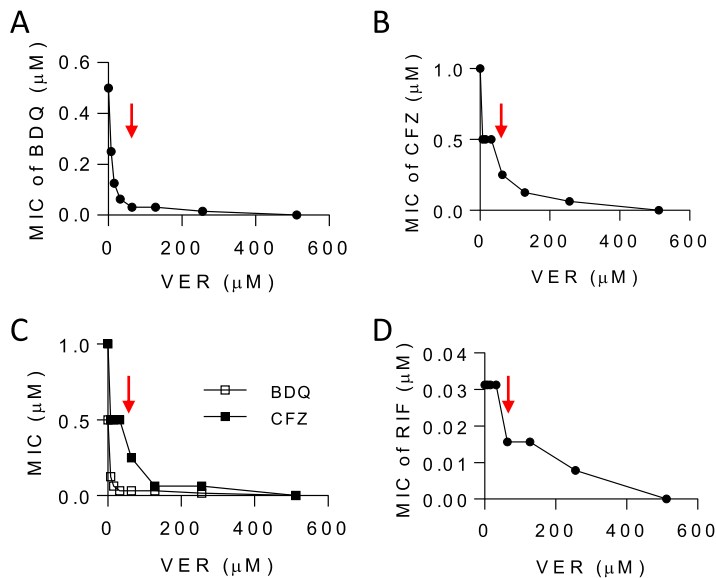 A
MIC of BDQ (μM)
0.6
0.4
0.2
0.0
0 200 400 600
VER (μM)
B
MIC of CFZ (μM)
1.0
0.5
0.0
0 200 400 600
VER (μM)
C
MIC (μM)
1.0
0.5
0.0
BDQ
CFZ
0 200 400 600
VER (μM)
D
MIC of RIF (μM)
0.04
0.03
0.02
0.01
0.00
0 200 400 600
VER (μM)